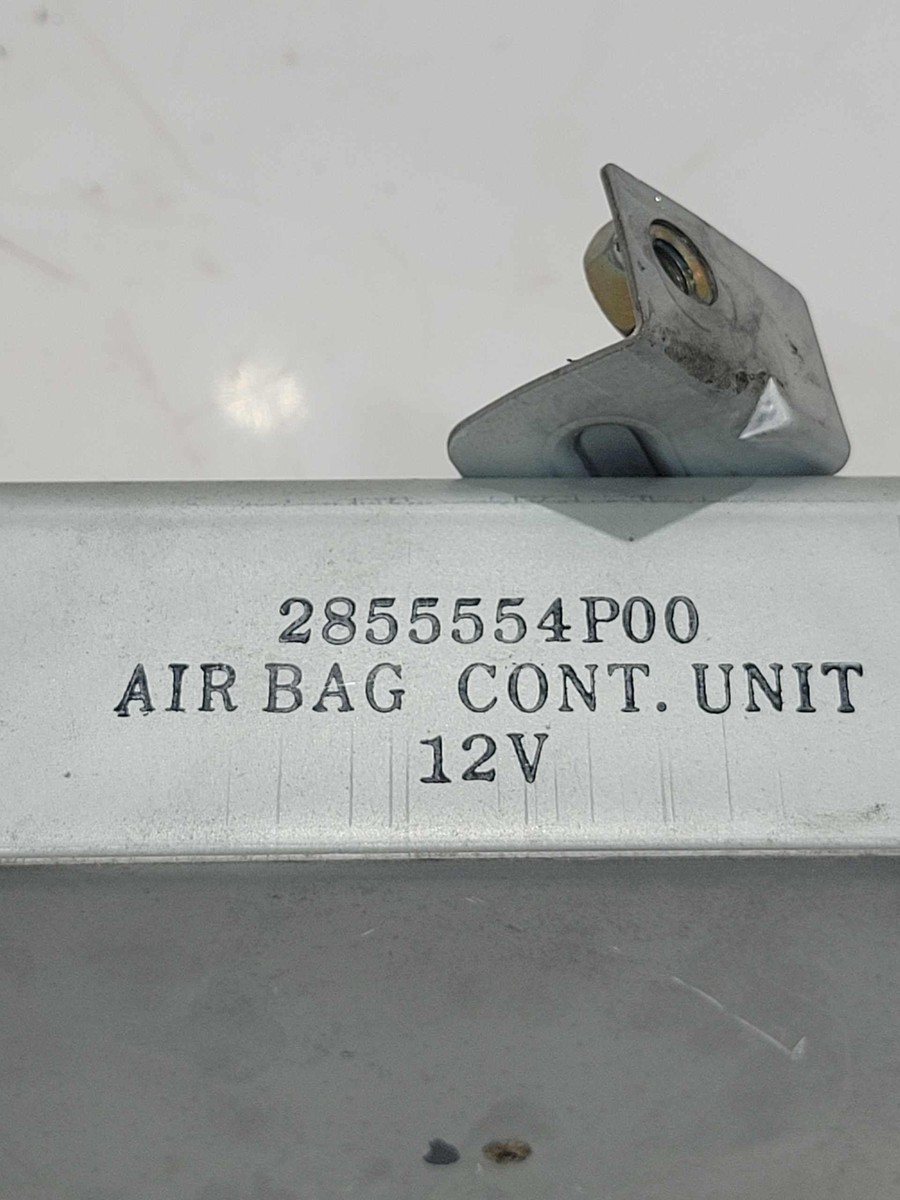 2855554P00
AIR BAG CONT. UNIT
12V